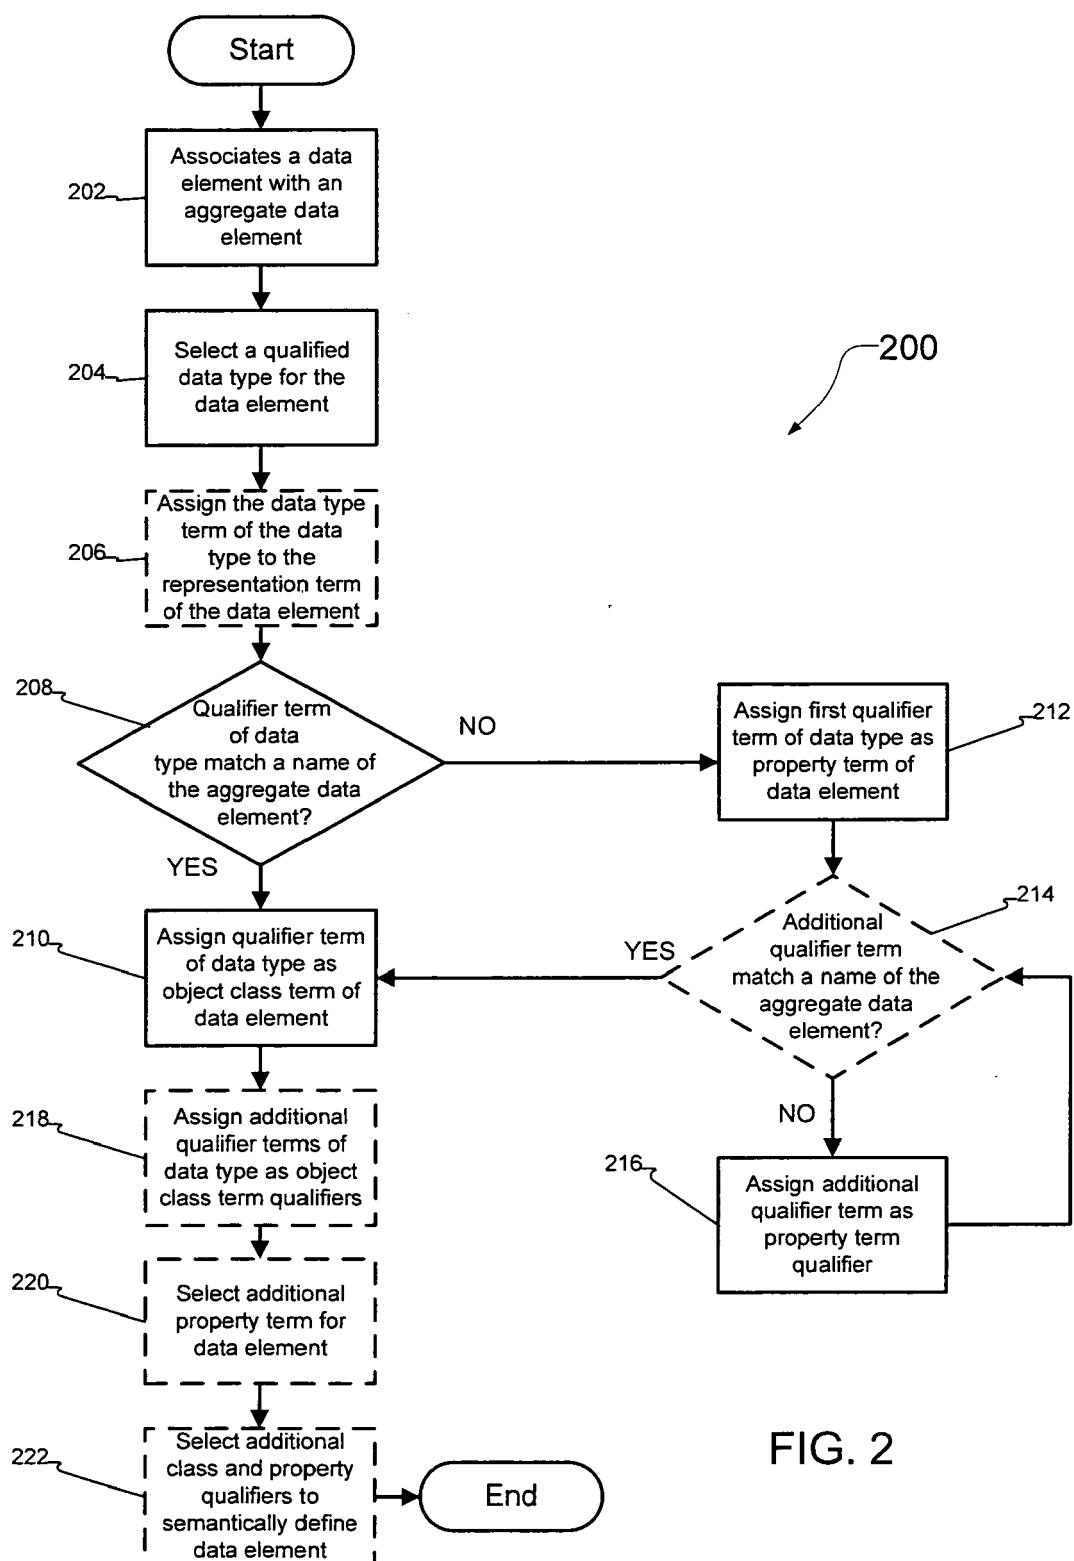 Start
202
Associates a data
element with an
aggregate data
element
204
Select a qualified
data type for the
data element
200
206
Assign the data type
term of the data
type to the
representation term
of the data element
208
Qualifier term
of data
type match a name of
the aggregate data
element?
NO
YES
Assign first qualifier
term of data type as
property term of
data element
212
214
Additional
qualifier term
match a name of the
aggregate data
element?
YES
NO
210
Assign qualifier term
of data type as
object class term of
data element
216
Assign additional
qualifier term as
property term
qualifier
218
Assign additional
qualifier terms of
data type as object
class term qualifiers
220
Select additional
property term for
data element
222
Select additional
class and property
qualifiers to
semantically define
data element
End
FIG. 2